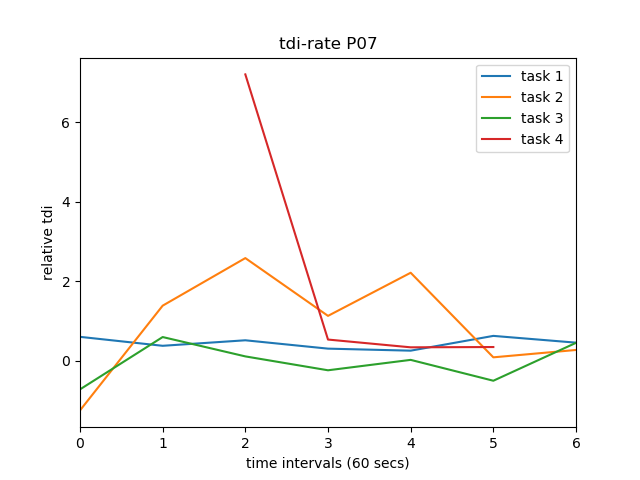 tdi-rate P07
task 1
task 2
task 3
task 4
relative tdi
6
4
2
0
0 1 2 3 4 5 6
time intervals (60 secs)